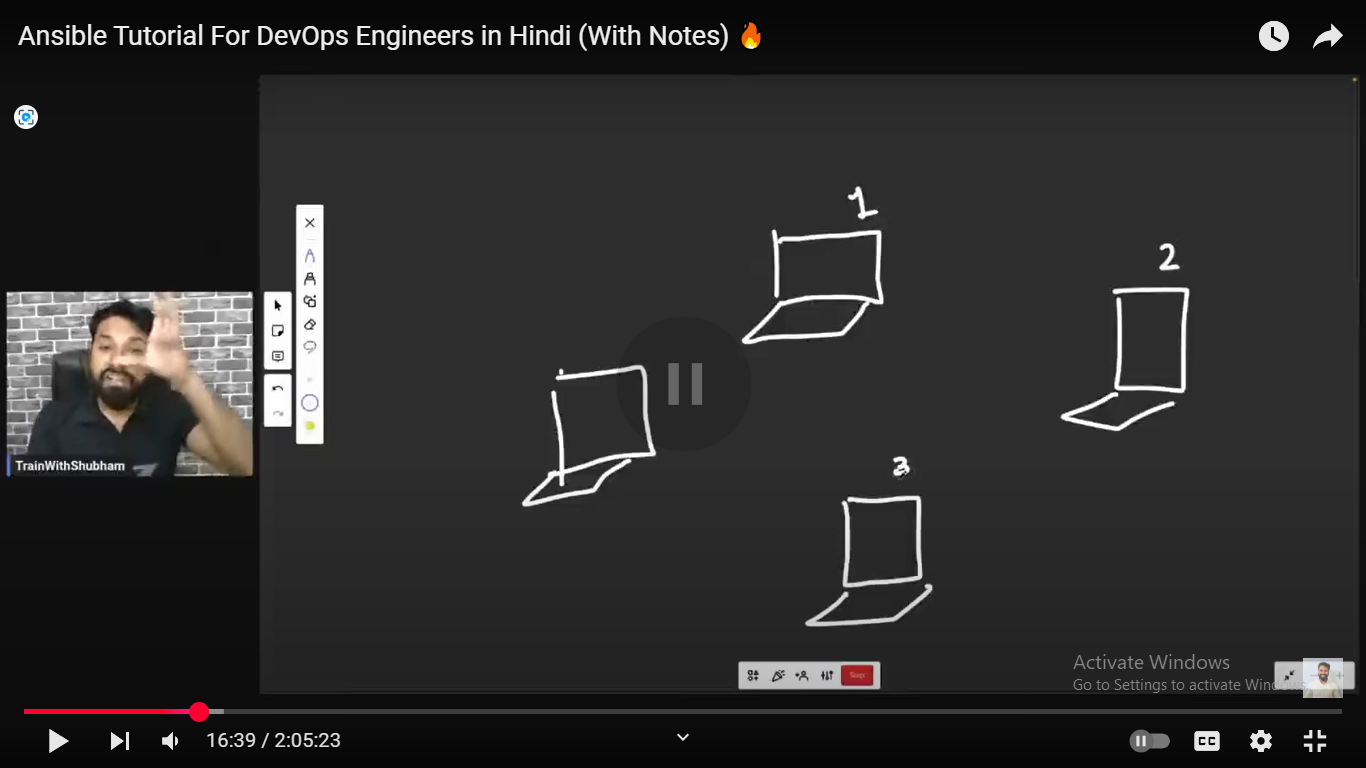 Ansible Tutorial For DevOps Engineers in Hindi (With Notes) 🔥
1
2
3
TrainWithShubham
Stop
Activate Windows
Go to Settings to activate Windows
16:39 / 2:05:23
CC